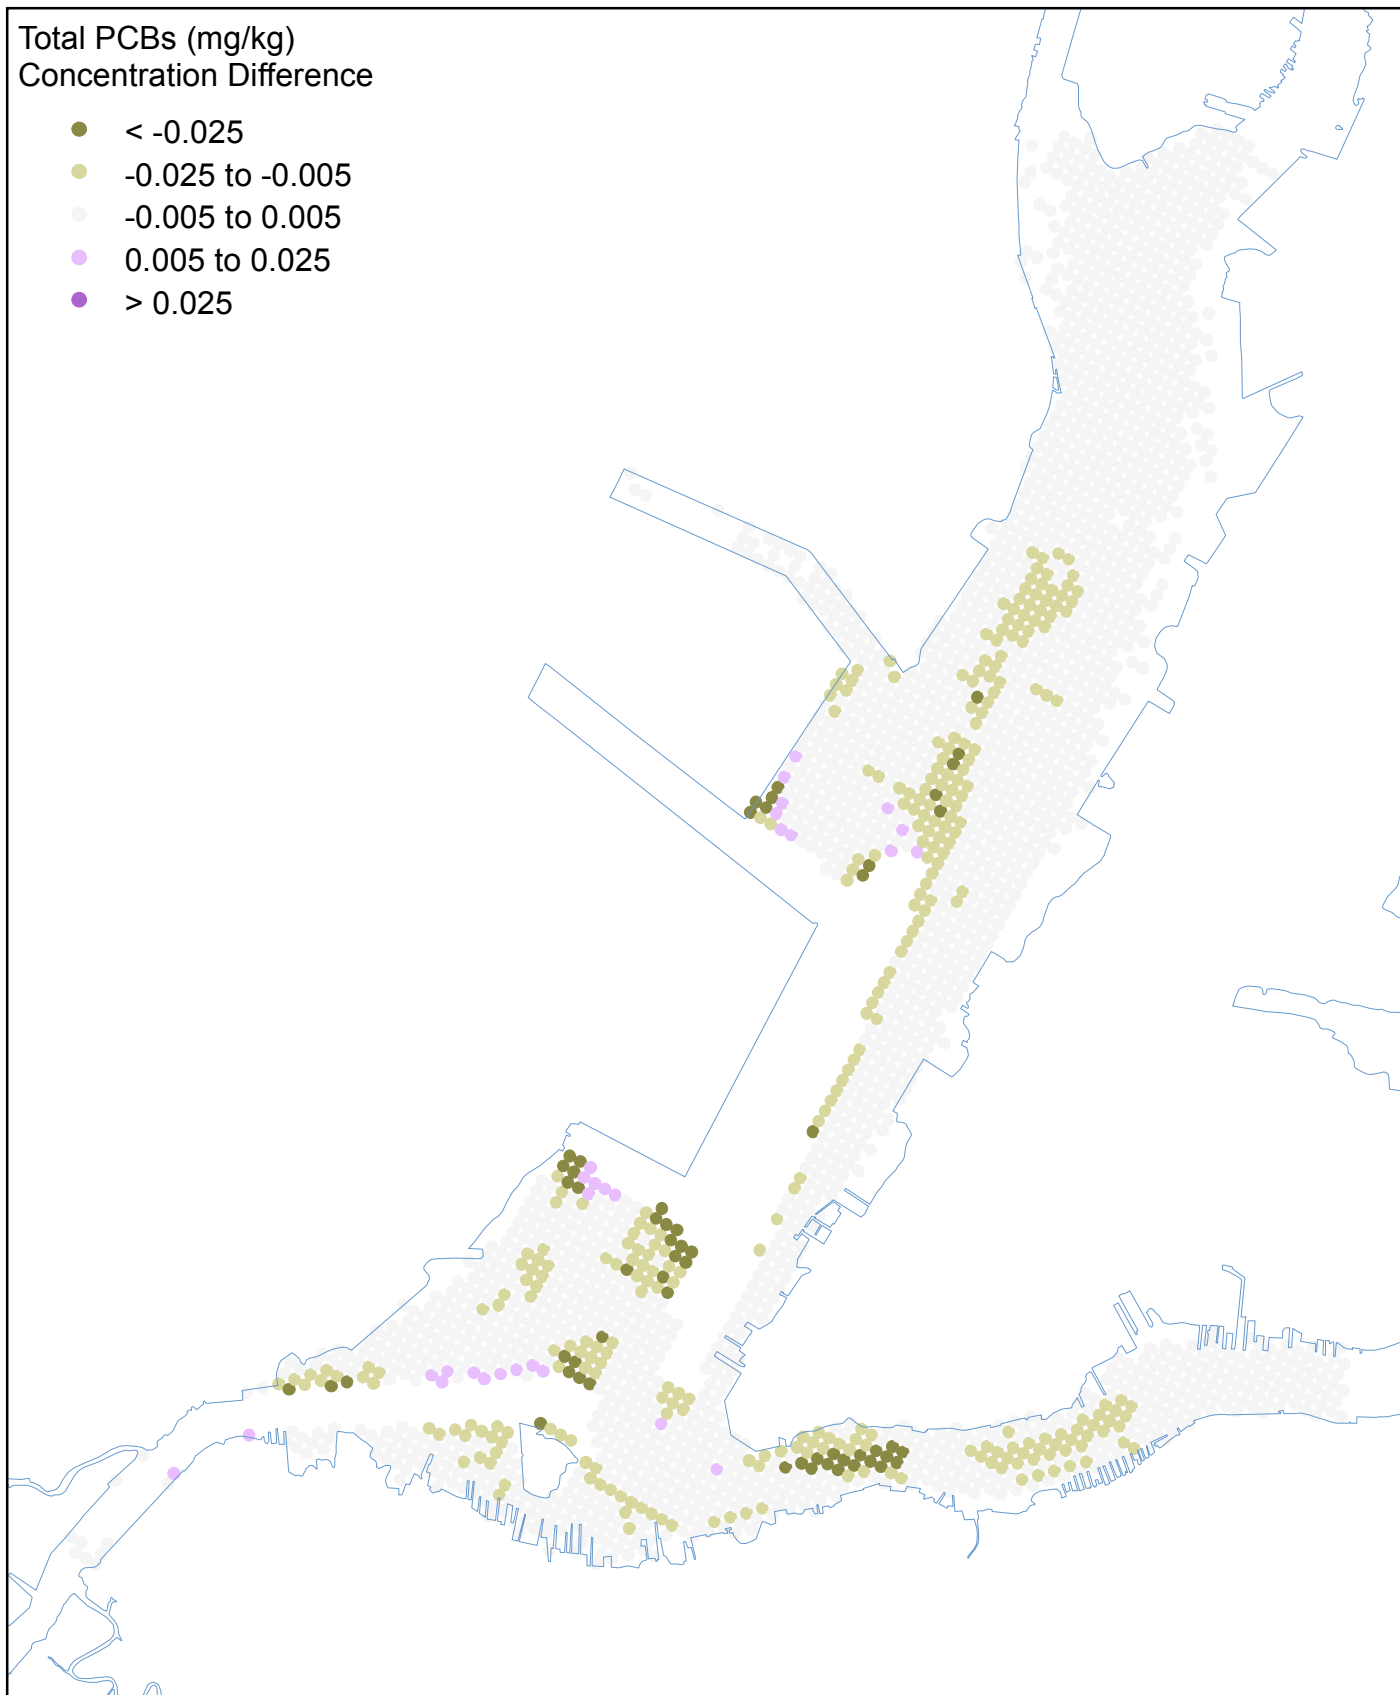 Total PCBs (mg/kg)
Concentration Difference
< -0.025
-0.025 to -0.005
-0.005 to 0.005
0.005 to 0.025
> 0.025